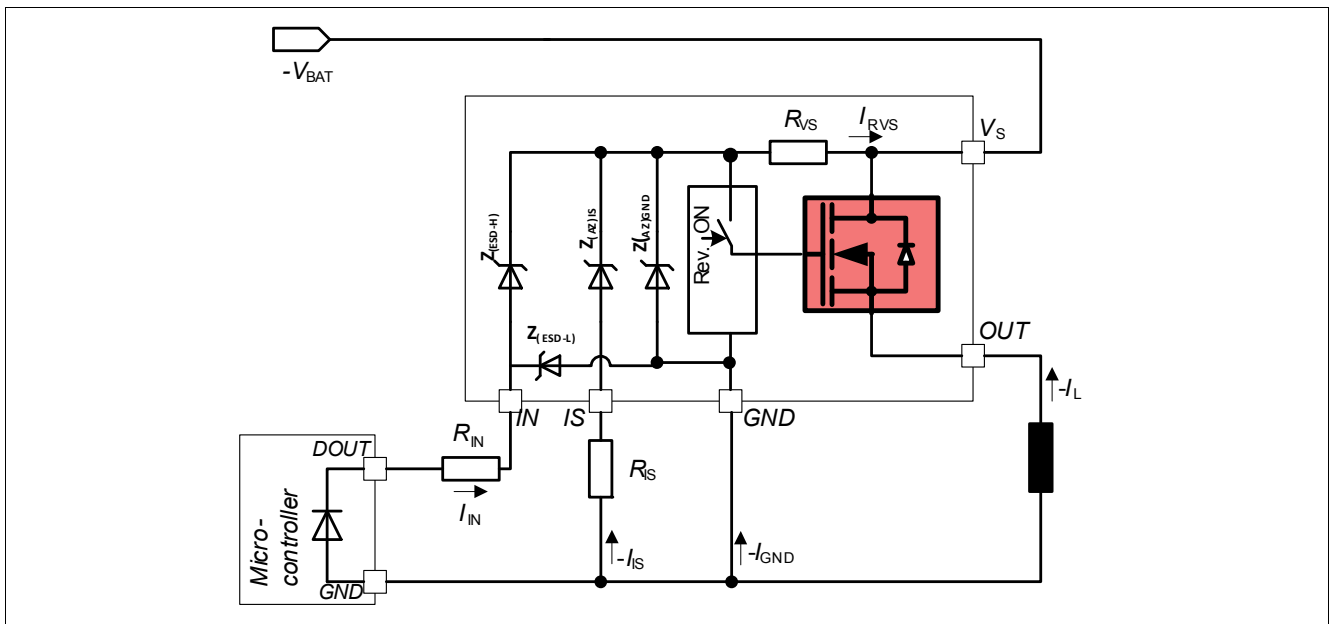 -VBAT
RVS
IRVS
VS
Z(ESD-H)
Z(AZ)IS
Z(AZ)GND
Rev. ON
Z(ESD-L)
OUT
IN
IS
GND
-IL
DOUT
RIN
RIS
IIN
Micro-
controller
-IIS
-IGND
GND